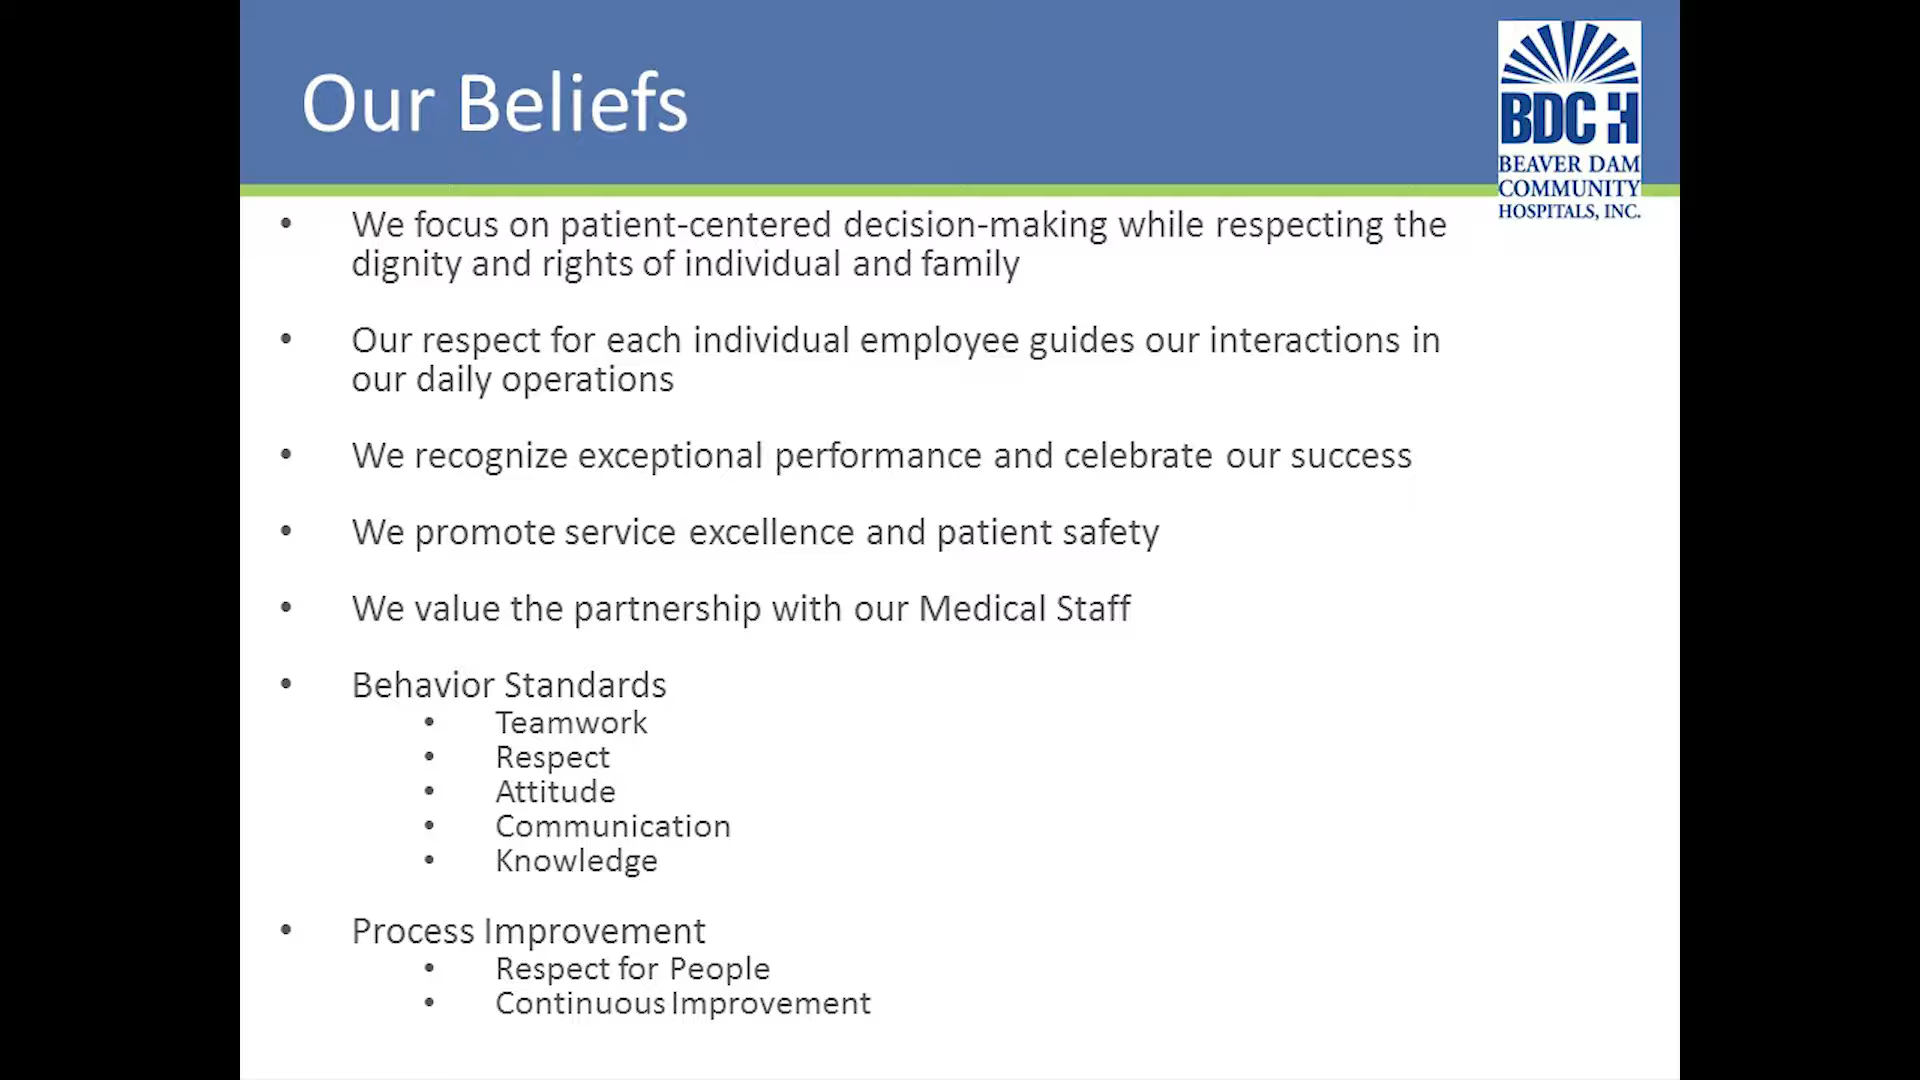 Our Beliefs
BDCH
BEAVER DAM
COMMUNITY
HOSPITALS, INC.
• We focus on patient-centered decision-making while respecting the
dignity and rights of individual and family
• Our respect for each individual employee guides our interactions in
our daily operations
• We recognize exceptional performance and celebrate our success
• We promote service excellence and patient safety
• We value the partnership with our Medical Staff
• Behavior Standards
• Teamwork
• Respect
• Attitude
• Communication
• Knowledge
• Process Improvement
• Respect for People
• Continuous Improvement